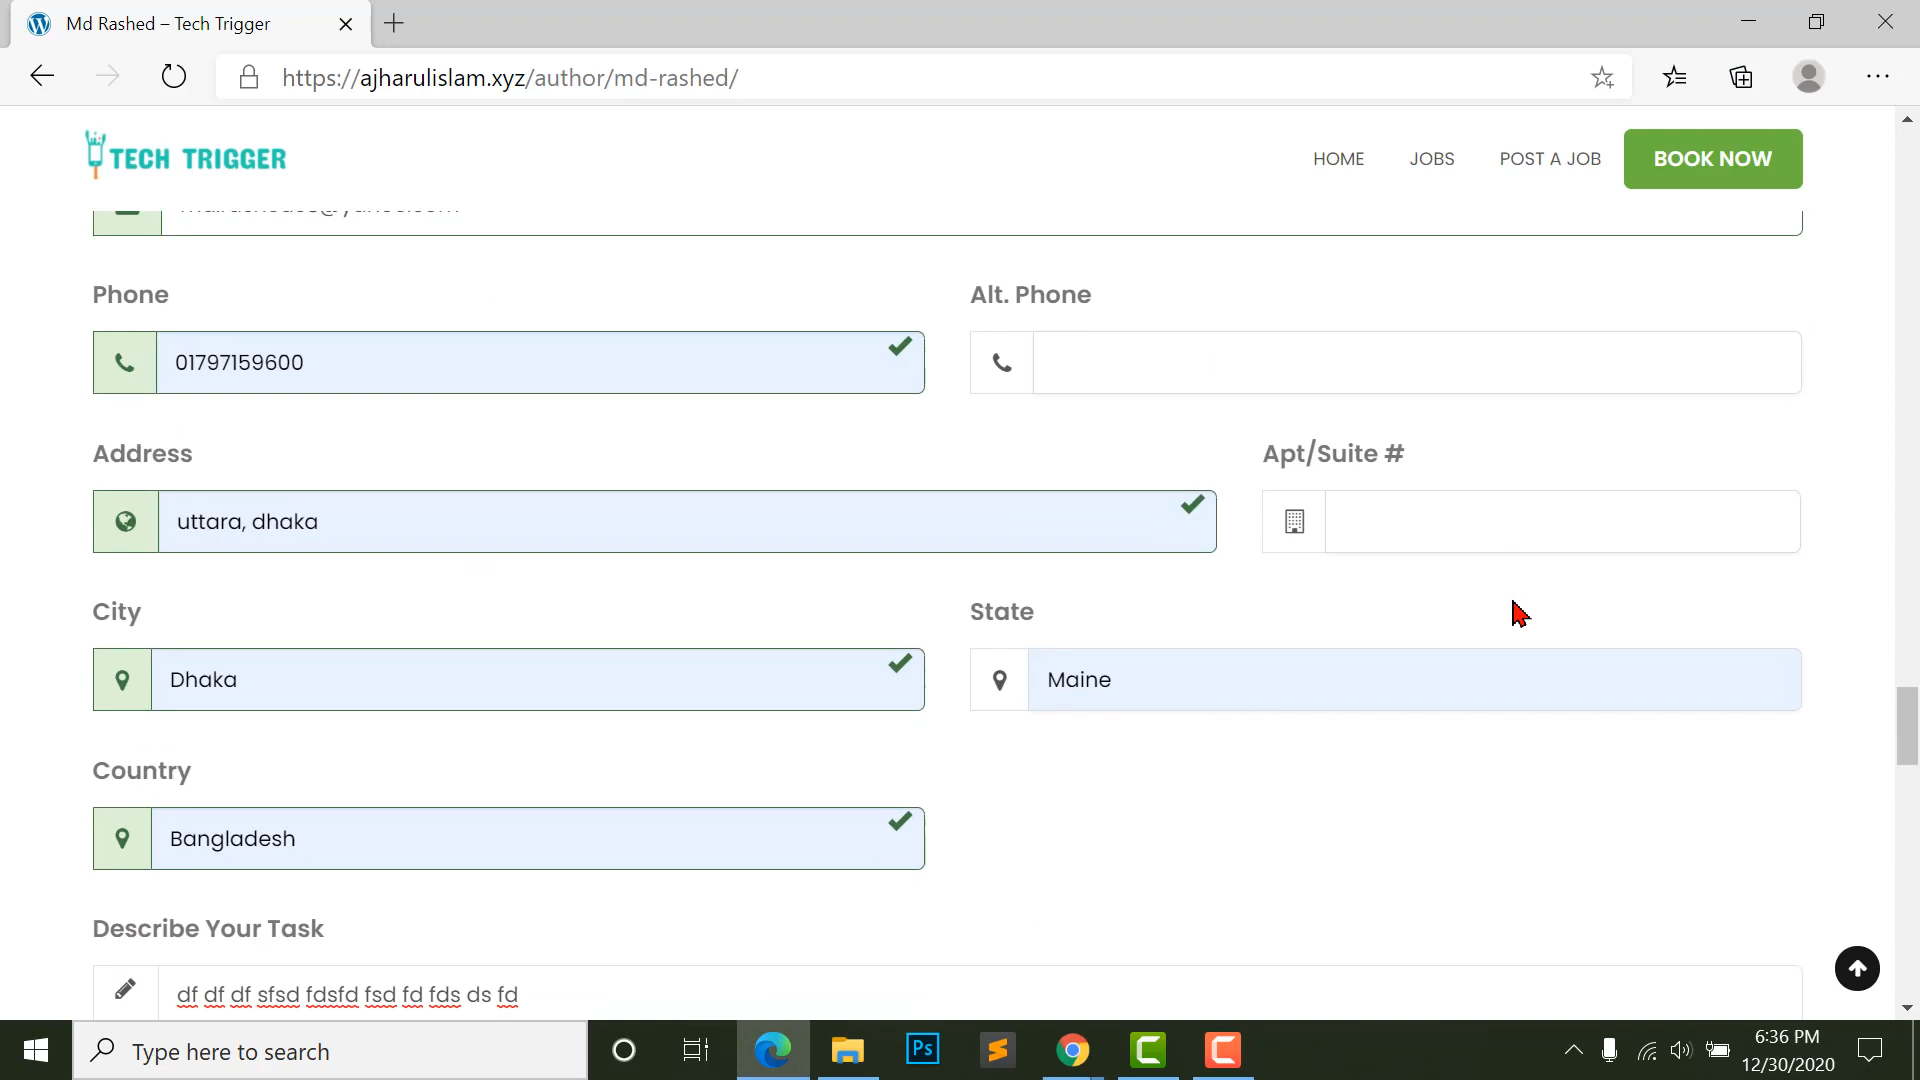 Md Rashed – Tech Trigger
https://ajharulislam.xyz/author/md-rashed/
TECH TRIGGER
HOME
JOBS
POST A JOB
BOOK NOW
Phone
Alt. Phone
01797159600
Address
Apt/Suite #
uttara, dhaka
City
State
Dhaka
Maine
Country
Bangladesh
Describe Your Task
df df df sfsd fdsfd fsd fd fds ds fd
Type here to search
Ps
6:36 PM
12/30/2020